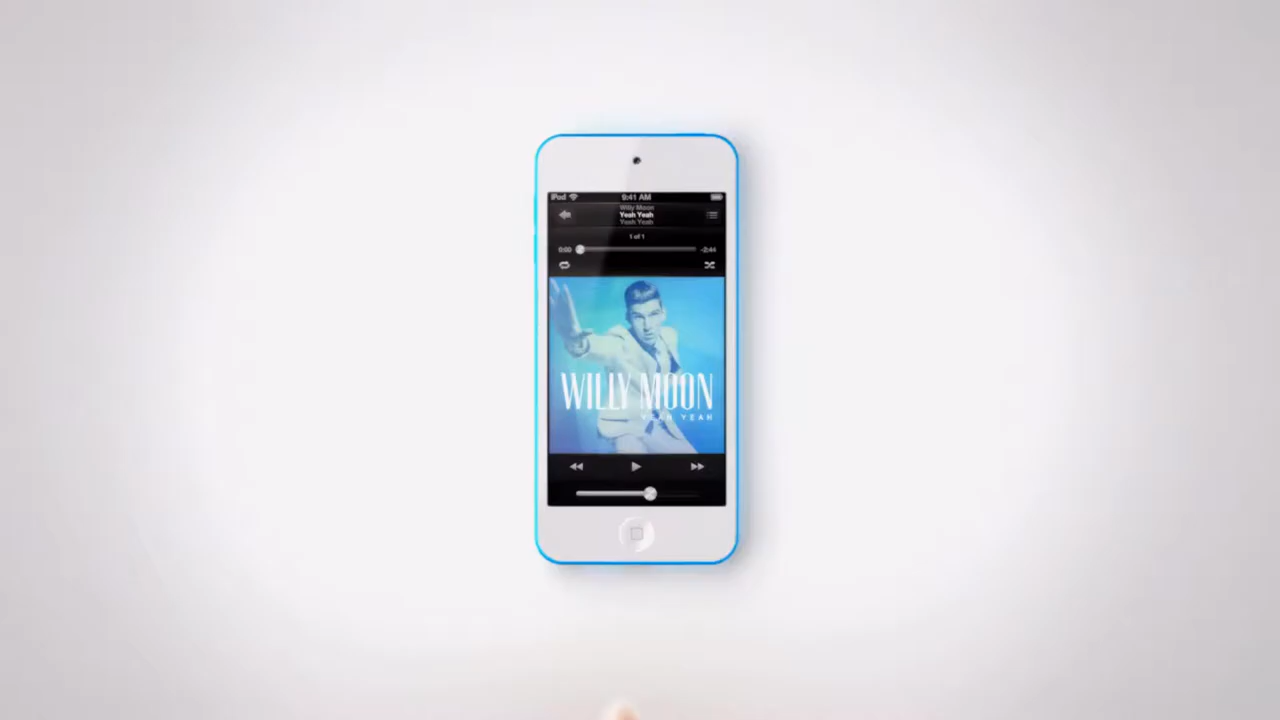 iPod 9:41 AM
Willy Moon
Yeah Yeah
Yeah Yeah
1 of 1
0:00 -2:44
WILLY MOON
YEAH YEAH